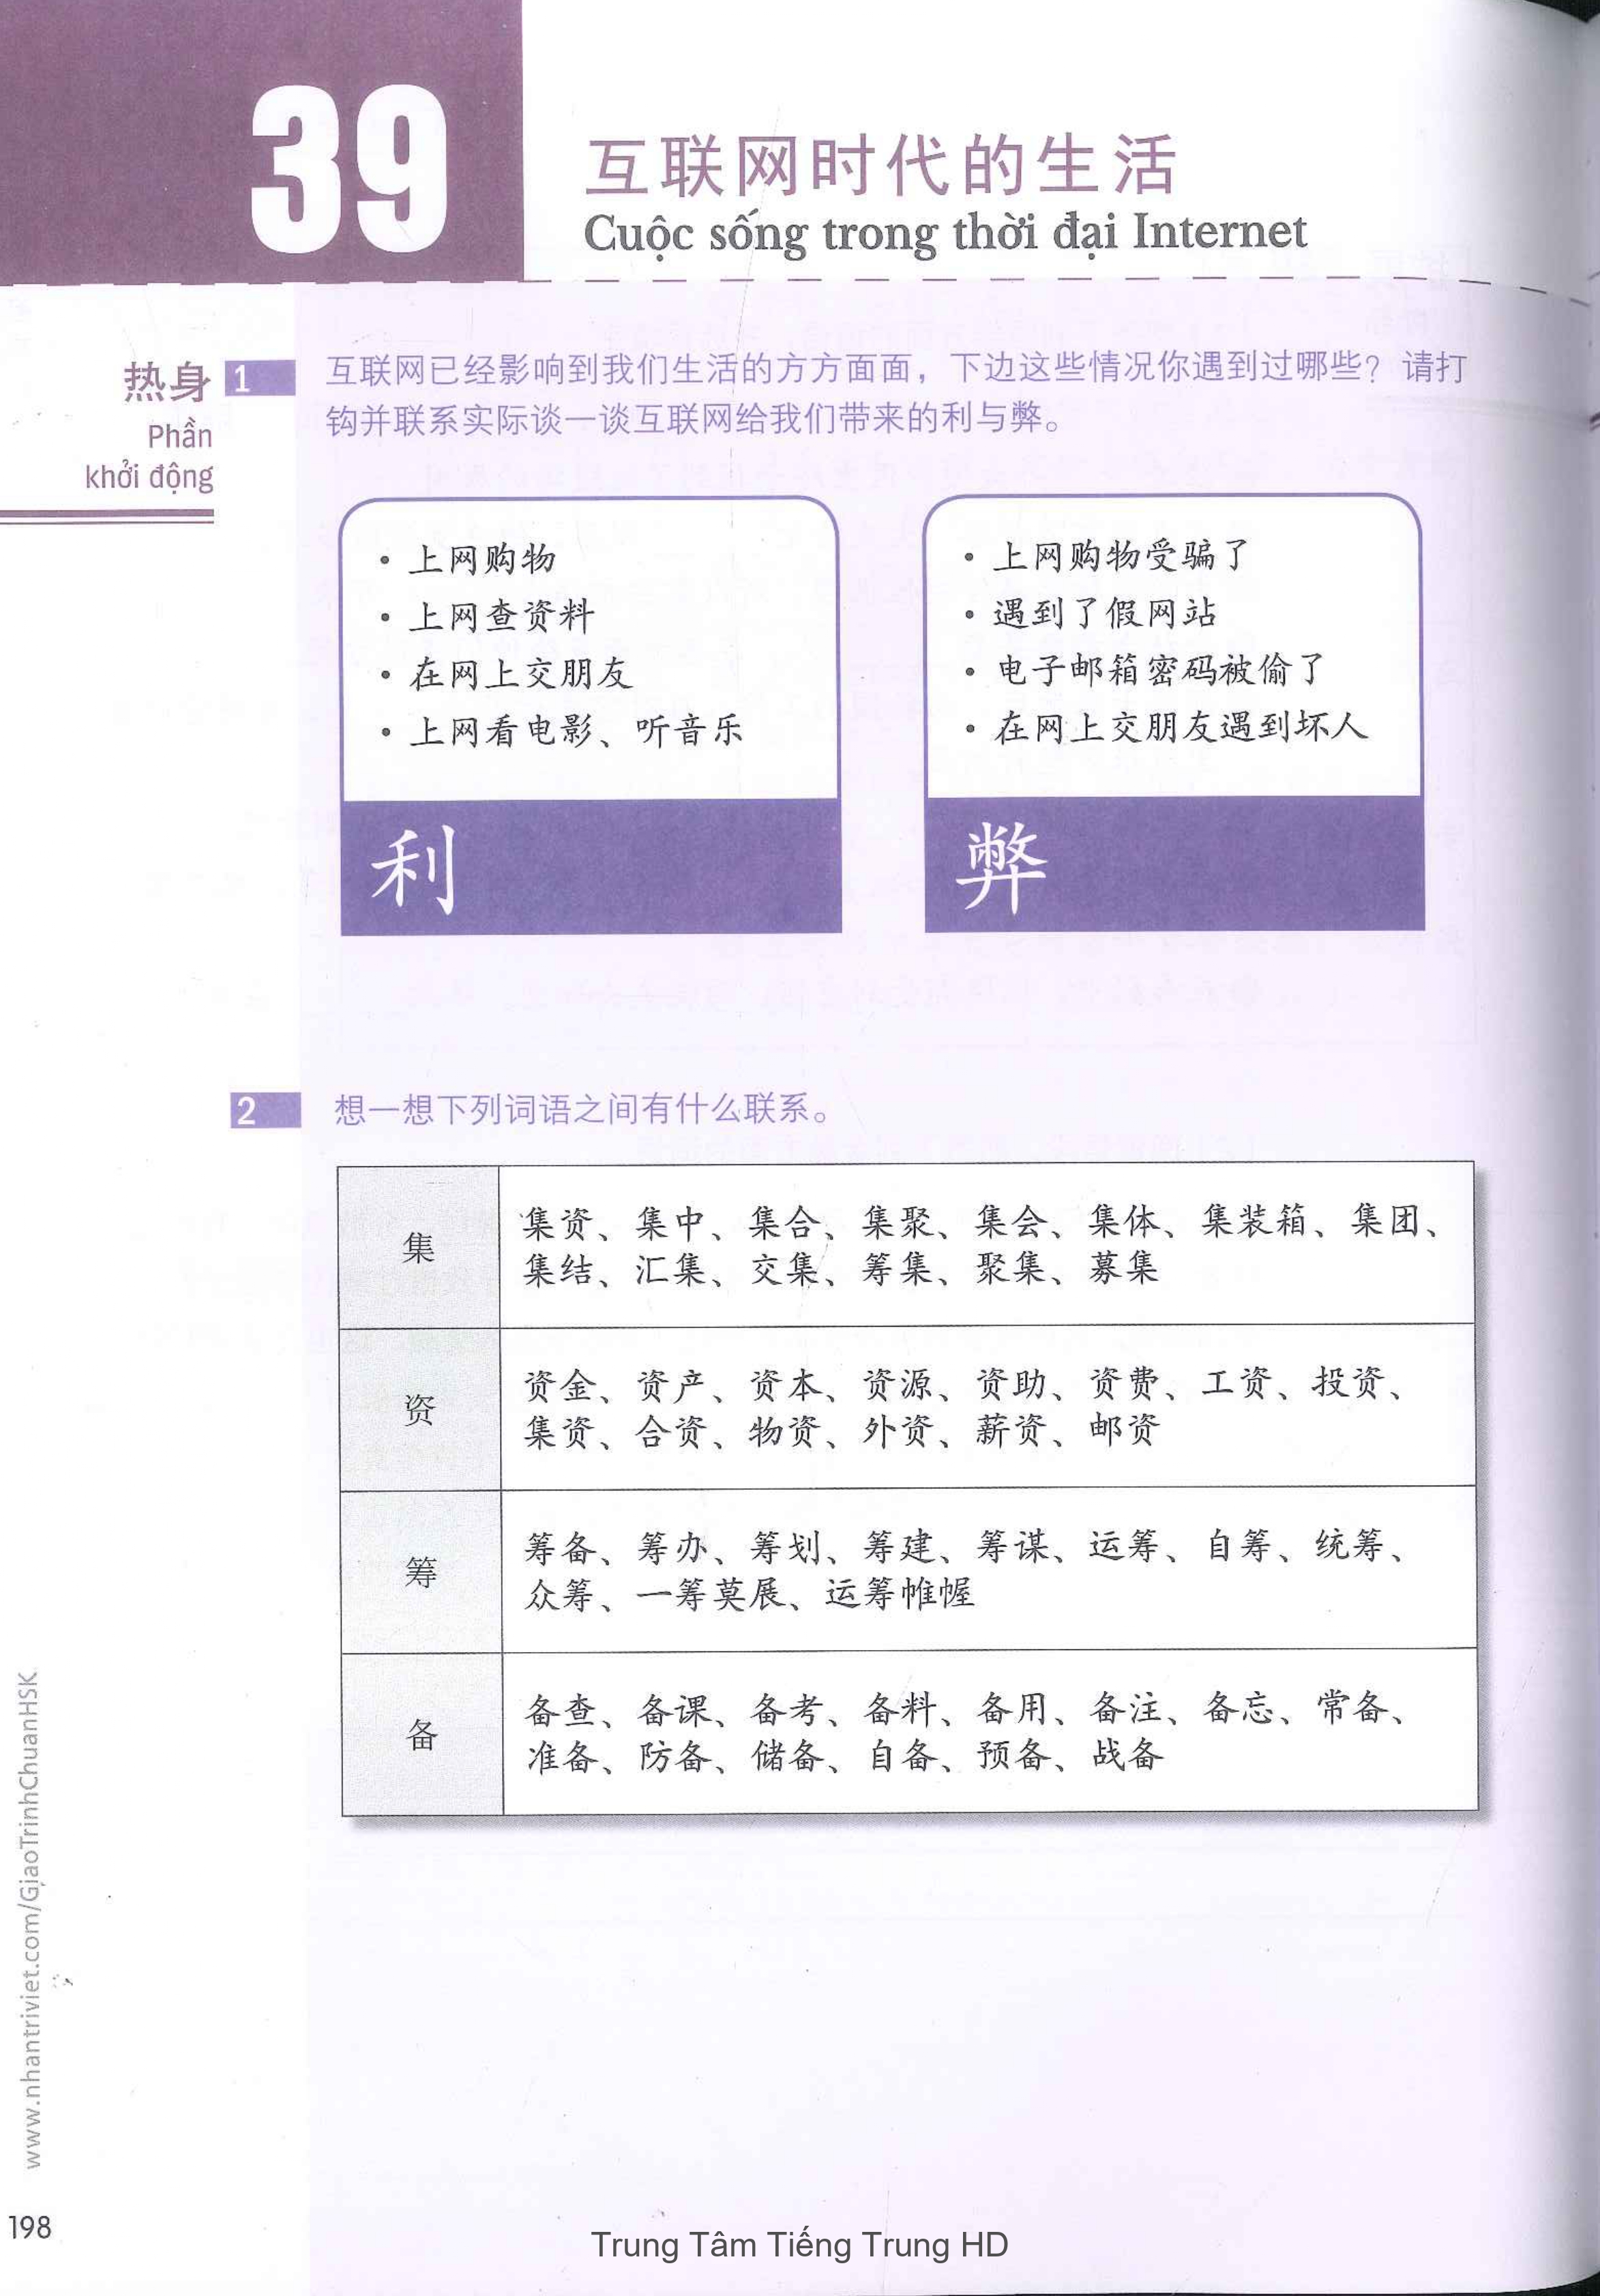 39
互联网时代的生活
Cuộc sống trong thời đại Internet
热身
Phần
khởi động
1
互联网已经影响到我们生活的方方面面，下边这些情况你遇到过哪些？请打
钩并联系实际谈一谈互联网给我们带来的利与弊。
• 上网购物
• 上网查资料
• 在网上交朋友
• 上网看电影、听音乐
利
• 上网购物受骗了
• 遇到了假网站
• 电子邮箱密码被偷了
• 在网上交朋友遇到坏人
弊
2
想一想下列词语之间有什么联系。
集
集资、集中、集合、集聚、集会、集体、集装箱、集团、
集结、汇集、交集、筹集、聚集、募集
资
资金、资产、资本、资源、资助、资费、工资、投资、
集资、合资、物资、外资、薪资、邮资
筹
筹备、筹办、筹划、筹建、筹谋、运筹、自筹、统筹、
众筹、一筹莫展、运筹帷幄
备
备查、备课、备考、备料、备用、备注、备忘、常备、
准备、防备、储备、自备、预备、战备
www.nhantriviet.com/GiaoTrinhChuanHSK
198
Trung Tâm Tiếng Trung HD